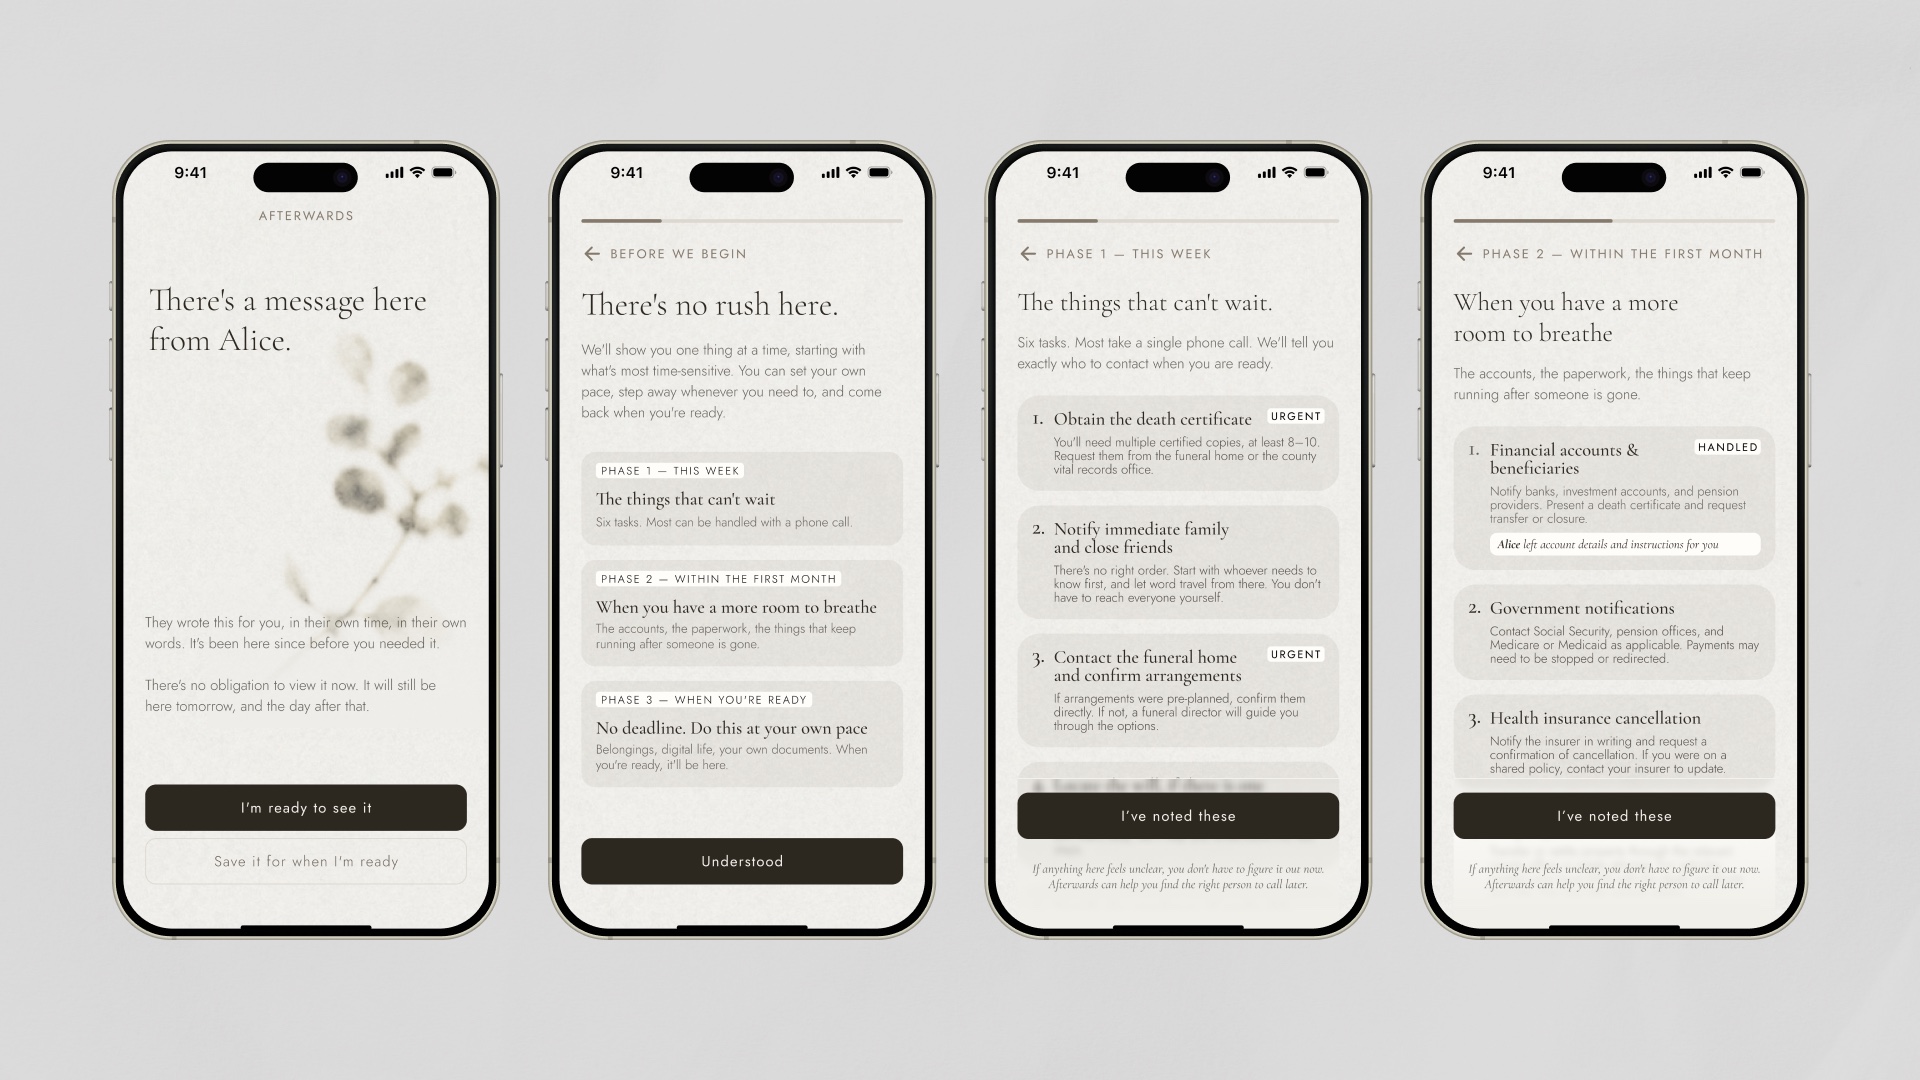 9:41
AFTERWARDS
There's a message here
from Alice.
They wrote this for you, in their own time, in their own
words. It's been here since before you needed it.
There's no obligation to view it now. It will still be
here tomorrow, and the day after that.
I'm ready to see it
Save it for when I'm ready
9:41
BEFORE WE BEGIN
There's no rush here.
We'll show you one thing at a time, starting with
what's most time-sensitive. You can set your own
pace, step away whenever you need to, and come
back when you're ready.
PHASE 1 — THIS WEEK
The things that can't wait
Six tasks. Most can be handled with a phone call.
PHASE 2 — WITHIN THE FIRST MONTH
When you have a more room to breathe
The accounts, the paperwork, the things that keep
running after someone is gone.
PHASE 3 — WHEN YOU'RE READY
No deadline. Do this at your own pace
Belongings, digital life, your own documents. When
you're ready, it'll be here.
Understood
9:41
PHASE 1 — THIS WEEK
The things that can't wait.
Six tasks. Most take a single phone call. We'll tell you
exactly who to contact when you are ready.
1. Obtain the death certificate URGENT
You'll need multiple certified copies, at least 8–10.
Request them from the funeral home or the county
vital records office.
2. Notify immediate family
and close friends
There's no right order. Start with whoever needs to
know first, and let word travel from there. You don't
have to reach everyone yourself.
3. Contact the funeral home URGENT
and confirm arrangements
If arrangements were pre-planned, confirm them
directly. If not, a funeral director will guide you
through the options.
I've noted these
If anything here feels unclear, you don't have to figure it out now.
Afterwards can help you find the right person to call later.
9:41
PHASE 2 — WITHIN THE FIRST MONTH
When you have a more
room to breathe
The accounts, the paperwork, the things that keep
running after someone is gone.
1. Financial accounts & HANDLED
beneficiaries
Notify banks, investment accounts, and pension
providers. Present a death certificate and request
transfer or closure.
Alice left account details and instructions for you
2. Government notifications
Contact Social Security, pension offices, and
Medicare or Medicaid as applicable. Payments may
need to be stopped or redirected.
3. Health insurance cancellation
Notify the insurer in writing and request a
confirmation of cancellation. If you were on a
shared policy, contact your insurer to update.
I've noted these
If anything here feels unclear, you don't have to figure it out now.
Afterwards can help you find the right person to call later.